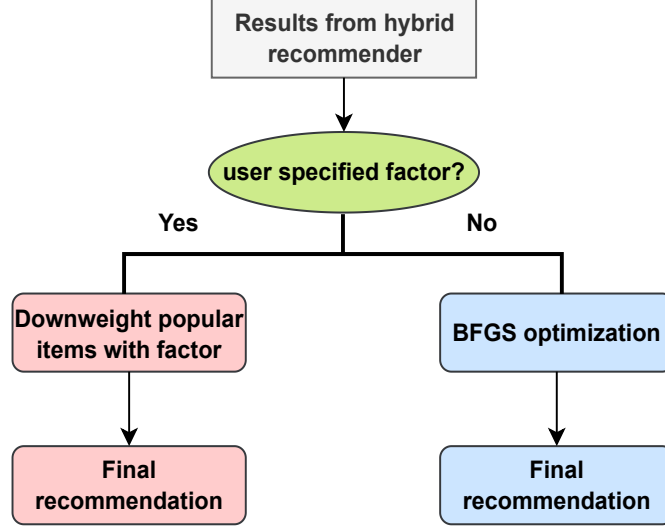 Results from hybrid
recommender
user specified factor?
Yes
No
Downweight popular
items with factor
BFGS optimization
Final
recommendation
Final
recommendation